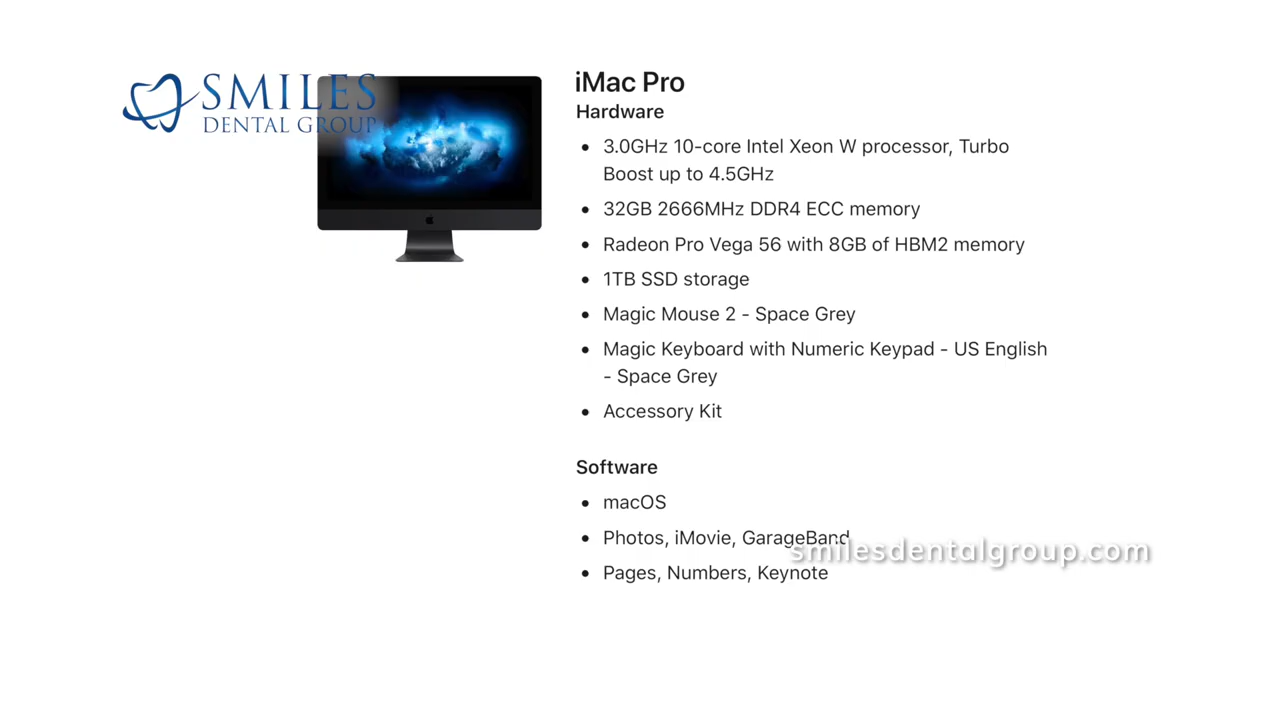 SMILES
DENTAL GROUP
iMac Pro
Hardware
• 3.0GHz 10-core Intel Xeon W processor, Turbo
Boost up to 4.5GHz
• 32GB 2666MHz DDR4 ECC memory
• Radeon Pro Vega 56 with 8GB of HBM2 memory
• 1TB SSD storage
• Magic Mouse 2 - Space Grey
• Magic Keyboard with Numeric Keypad - US English
- Space Grey
• Accessory Kit
Software
• macOS
• Photos, iMovie, GarageBand
smilesdentalgroup.com
• Pages, Numbers, Keynote